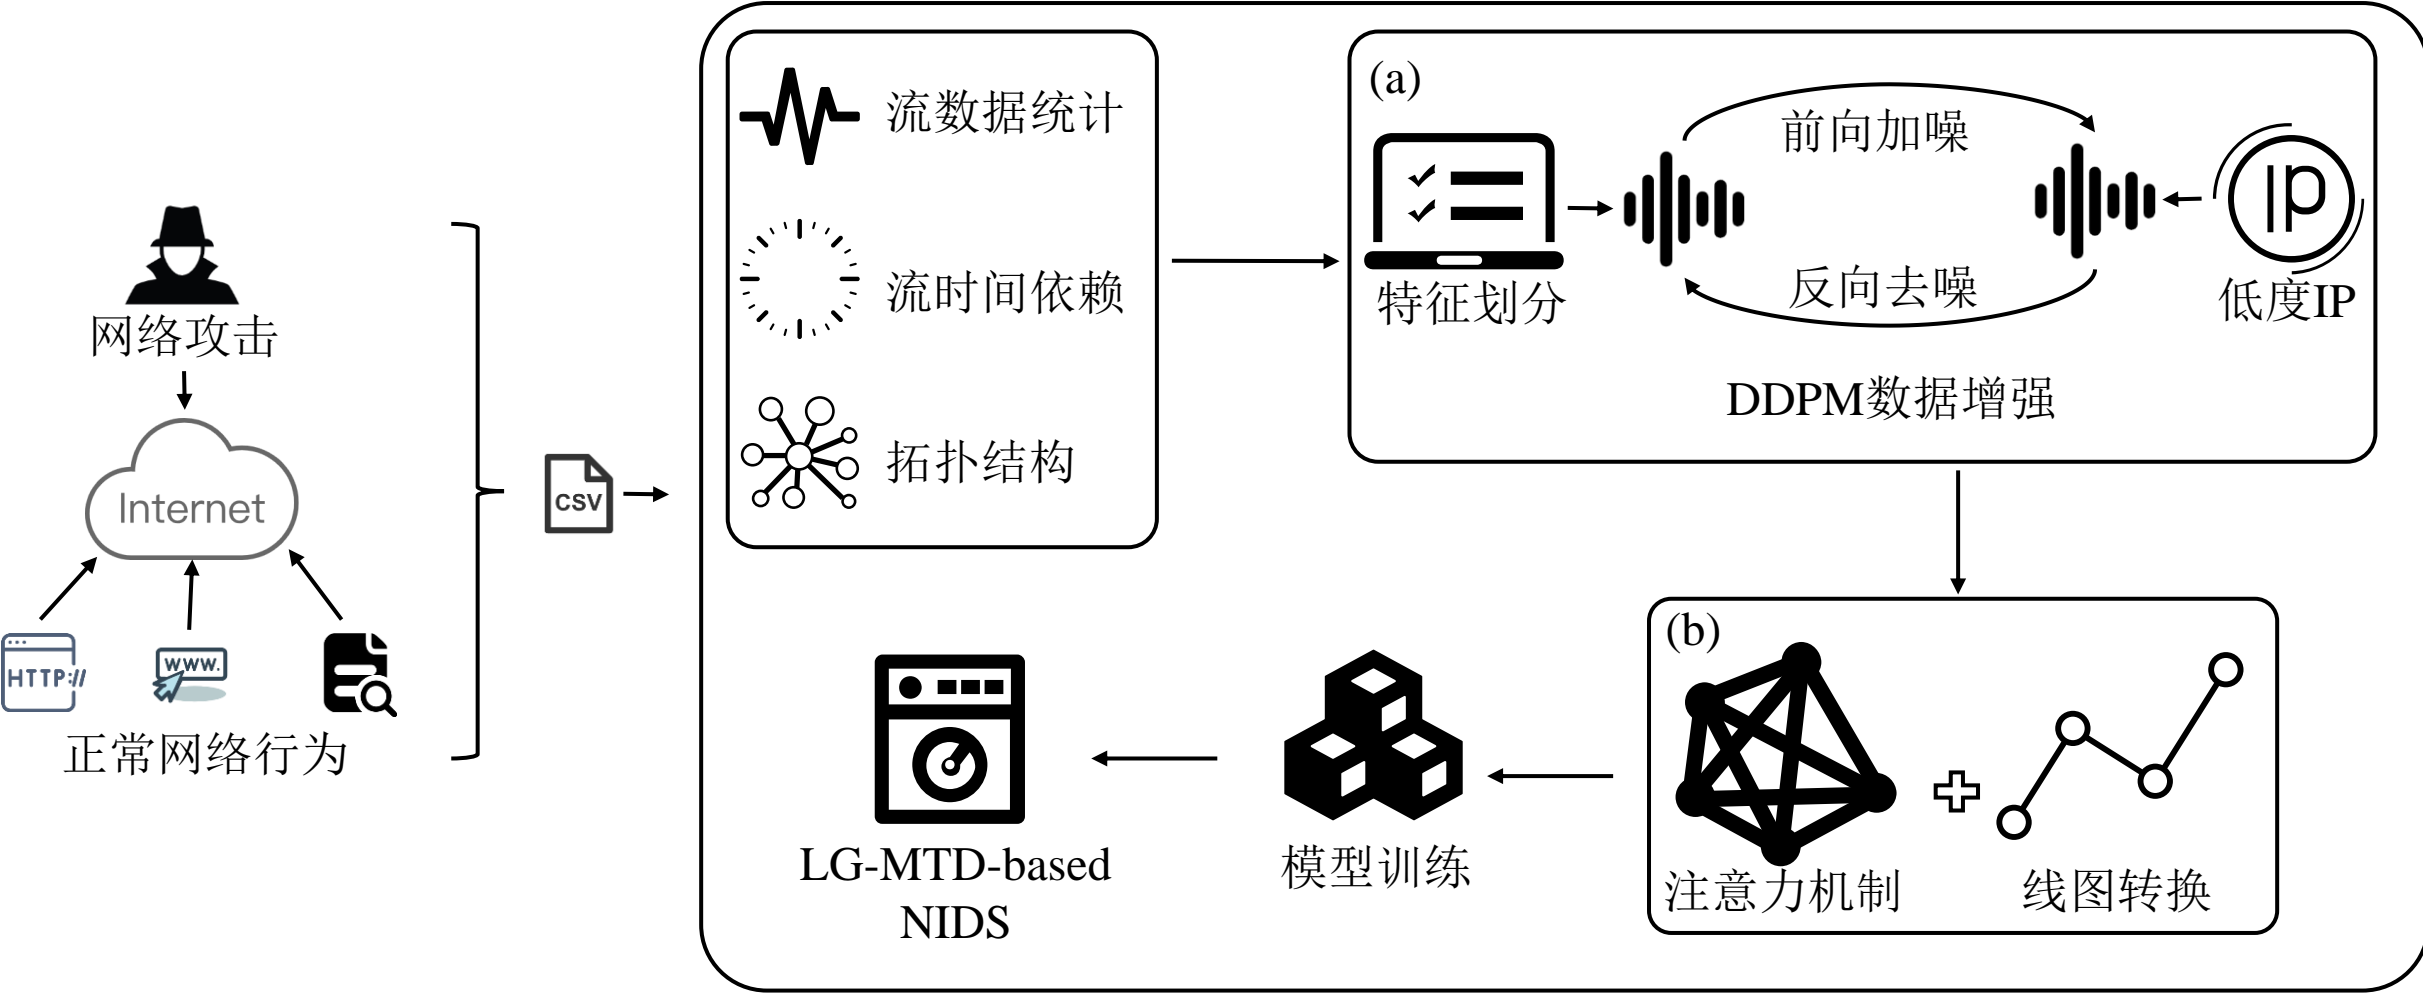 网络攻击
Internet
HTTP://
WWW.
正常网络行为
CSV
流数据统计
流时间依赖
拓扑结构
(a)
特征划分
前向加噪
反向去噪
IP
低度IP
DDPM数据增强
(b)
注意力机制
线图转换
模型训练
LG-MTD-based
NIDS